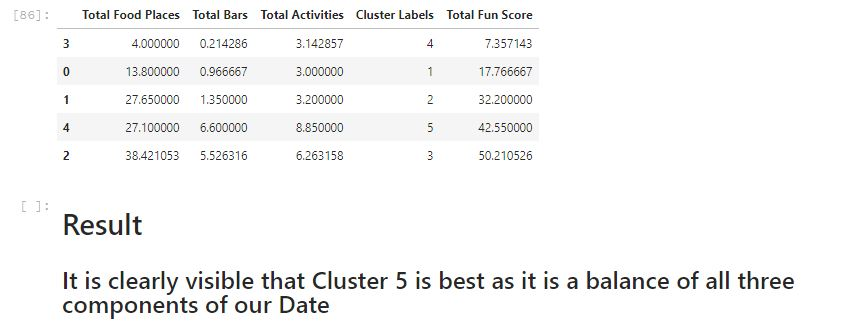 [86]: Total Food Places Total Bars Total Activities Cluster Labels Total Fun Score
3 4.000000 0.214286 3.142857 4 7.357143
0 13.800000 0.966667 3.000000 1 17.766667
1 27.650000 1.350000 3.200000 2 32.200000
4 27.100000 6.600000 8.850000 5 42.550000
2 38.421053 5.526316 6.263158 3 50.210526
[ ]:
Result
It is clearly visible that Cluster 5 is best as it is a balance of all three
components of our Date